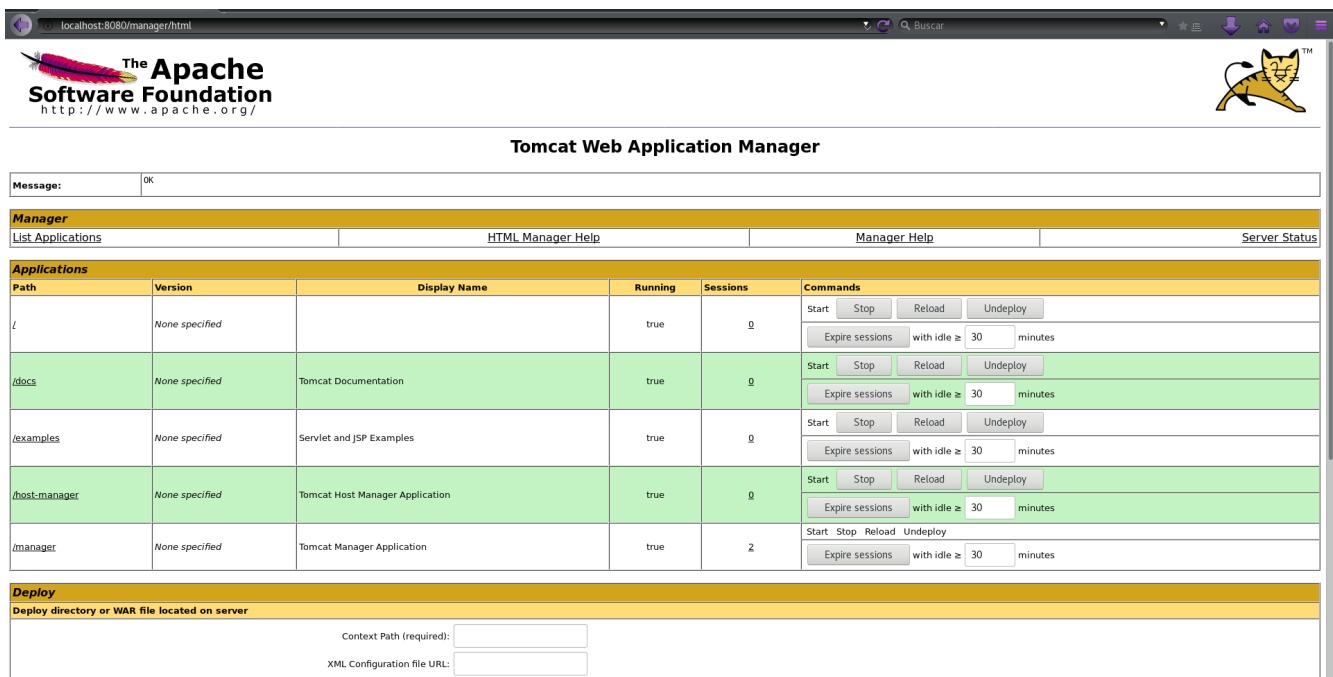 localhost:8080/manager/html
Buscar
The Apache
Software Foundation
http://www.apache.org/
TM
Tomcat Web Application Manager
Message: OK
Manager
List Applications HTML Manager Help Manager Help Server Status
Applications
Path Version Display Name Running Sessions Commands
/ None specified true 0 Start Stop Reload Undeploy
Expire sessions with idle ≥ 30 minutes
/docs None specified Tomcat Documentation true 0 Start Stop Reload Undeploy
Expire sessions with idle ≥ 30 minutes
/examples None specified Servlet and JSP Examples true 0 Start Stop Reload Undeploy
Expire sessions with idle ≥ 30 minutes
/host-manager None specified Tomcat Host Manager Application true 0 Start Stop Reload Undeploy
Expire sessions with idle ≥ 30 minutes
/manager None specified Tomcat Manager Application true 2 Start Stop Reload Undeploy
Expire sessions with idle ≥ 30 minutes
Deploy
Deploy directory or WAR file located on server
Context Path (required):
XML Configuration file URL: